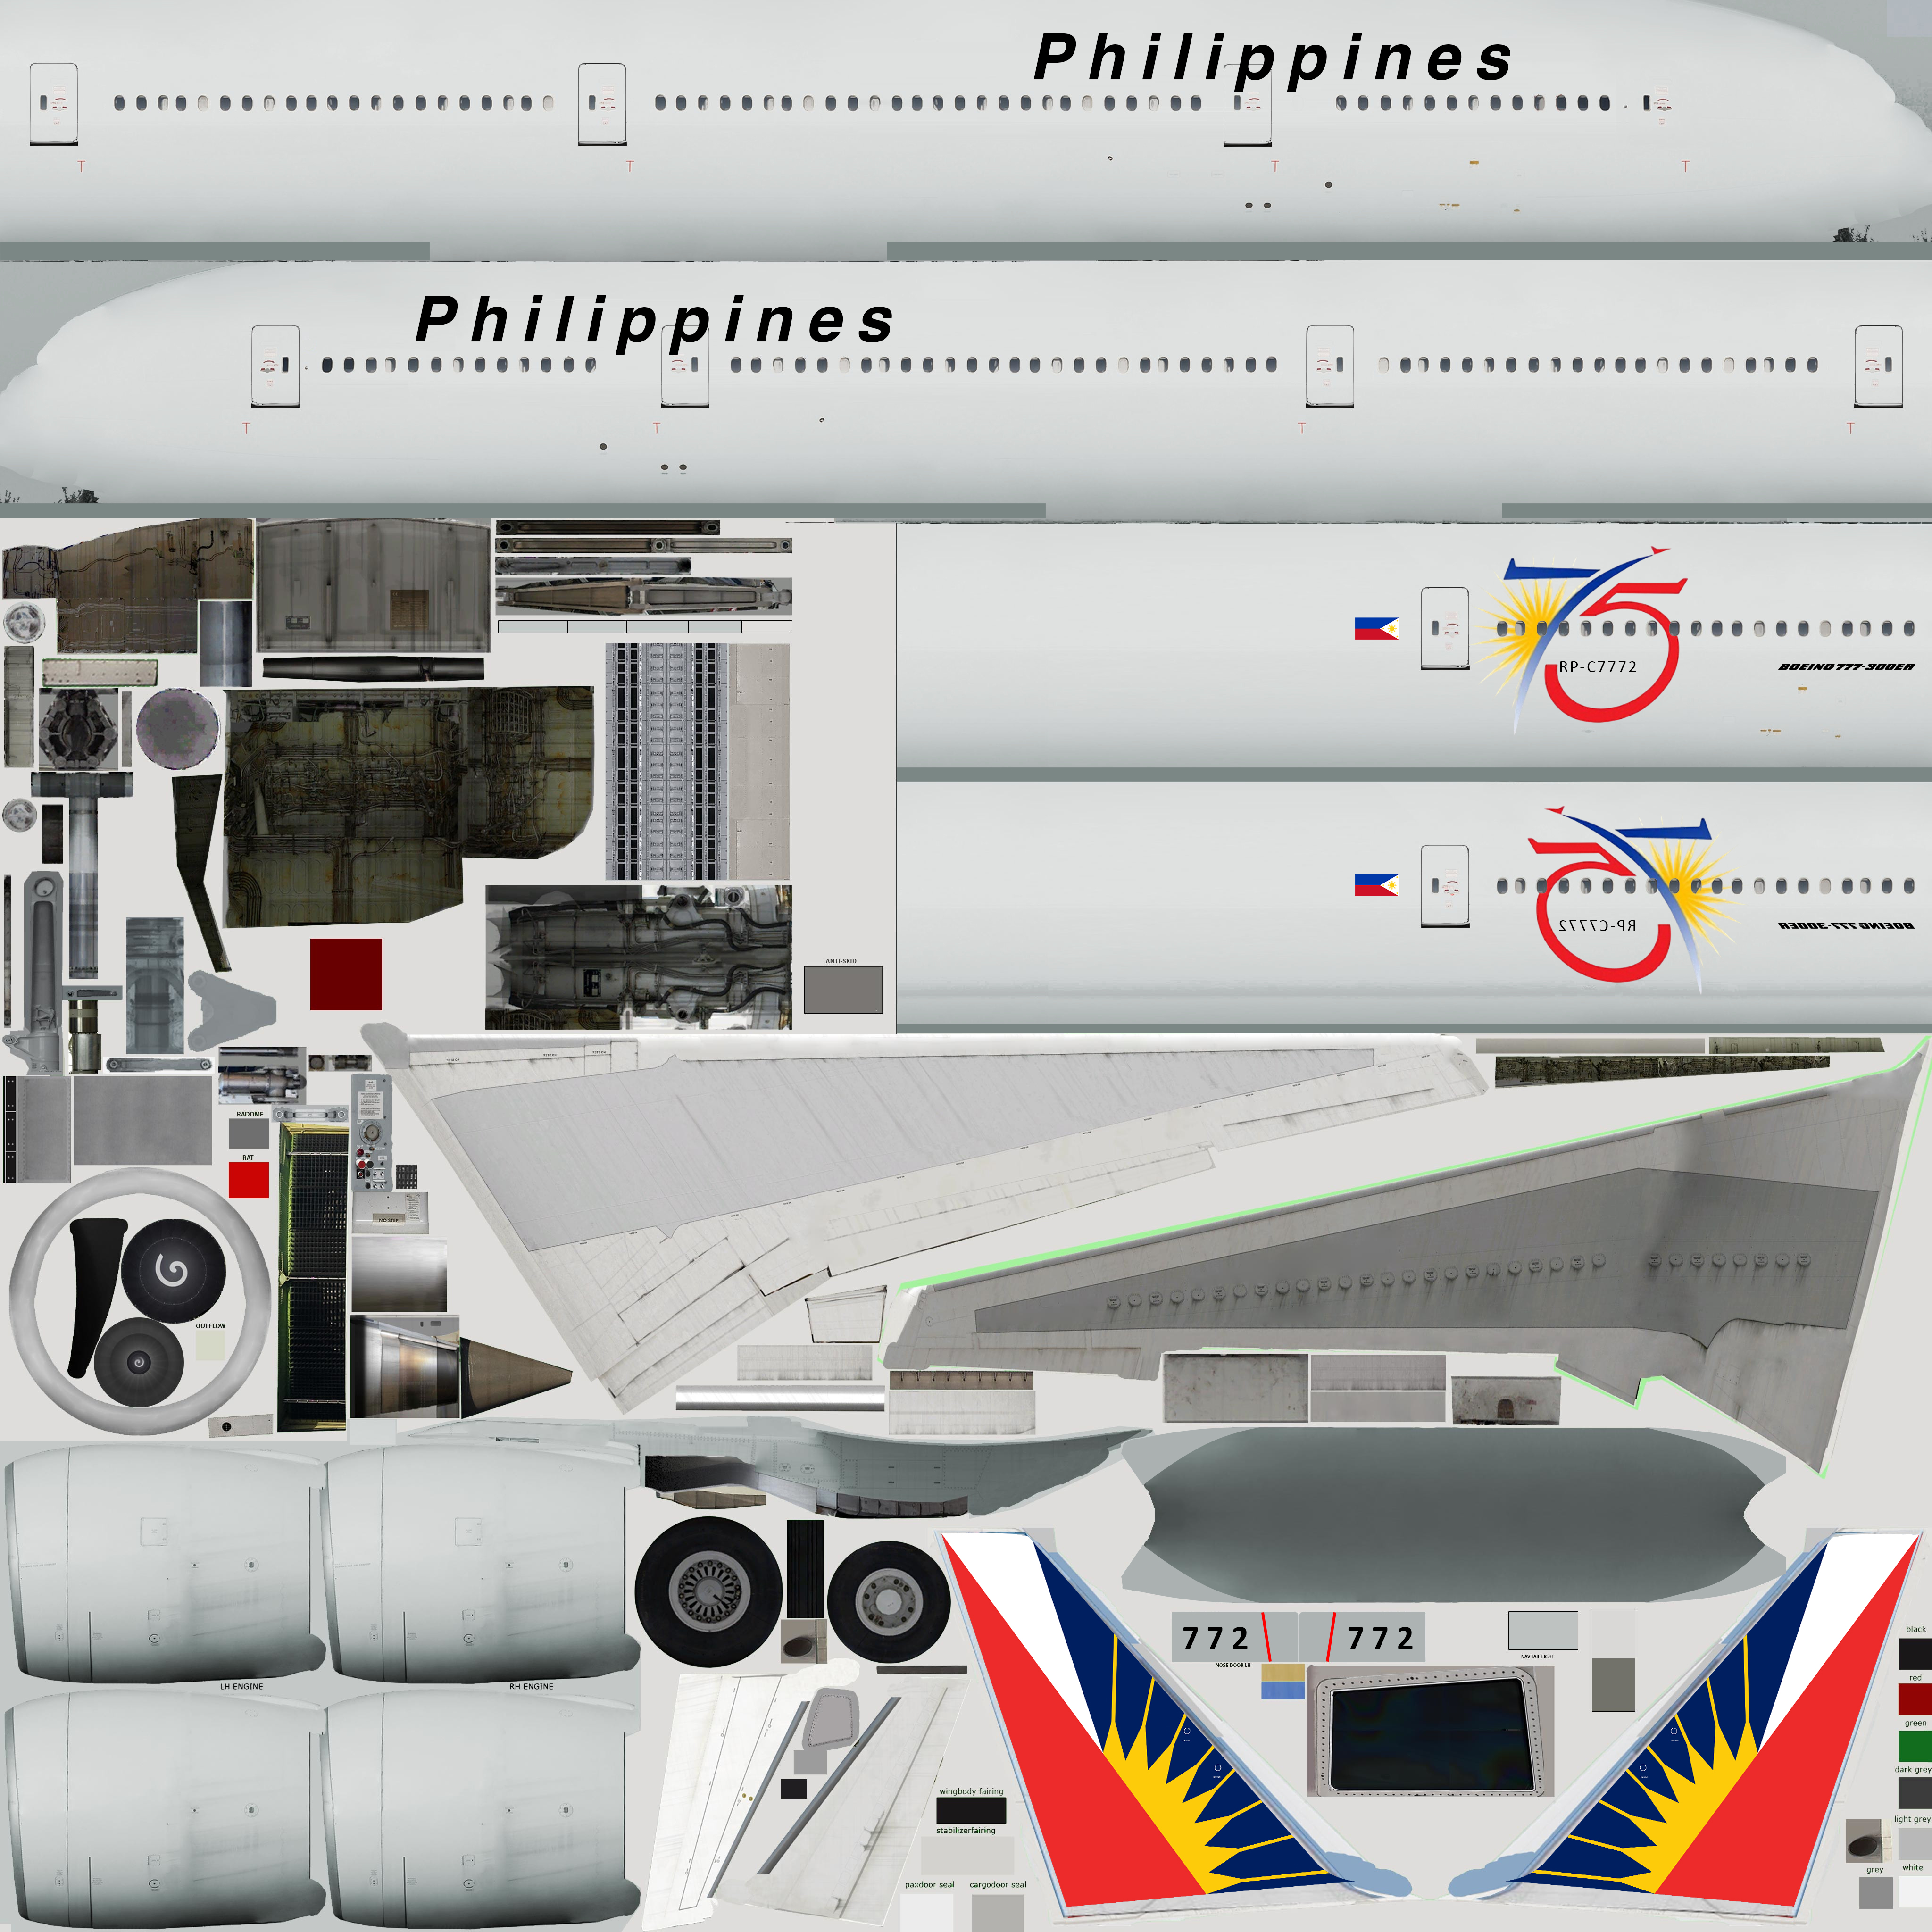 Philippines
T T T T
Philippines
T T T T
75
RP-C7772
BOEING 777-300ER
75
RP-C7772
BOEING 777-300ER
ANTI-SKID
RADOME
RAT
NO STEP
OUTFLOW
LH ENGINE
RH ENGINE
772
772
NOSE DOOR LH
NAV TAIL LIGHT
black
red
green
dark grey
light grey
grey
white
wingbody fairing
stabilizerfairing
paxdoor seal
cargodoor seal